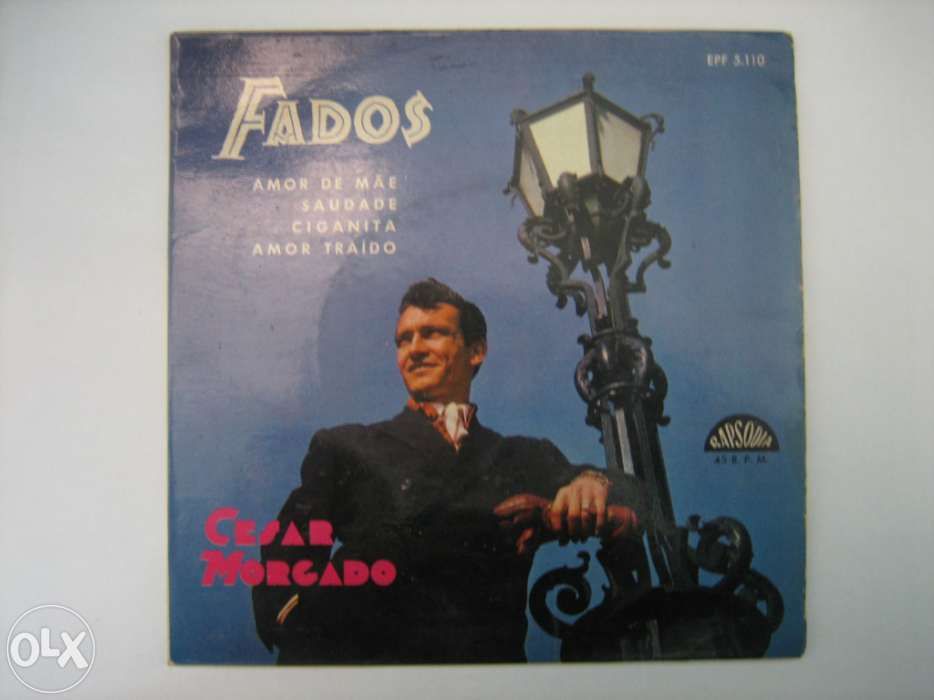 EPF 5.110
FADOS
AMOR DE MÃE
SAUDADE
CIGANITA
AMOR TRAÍDO
RAPSODIA
45 R. P. M.
CESAR
MORGADO
OLX